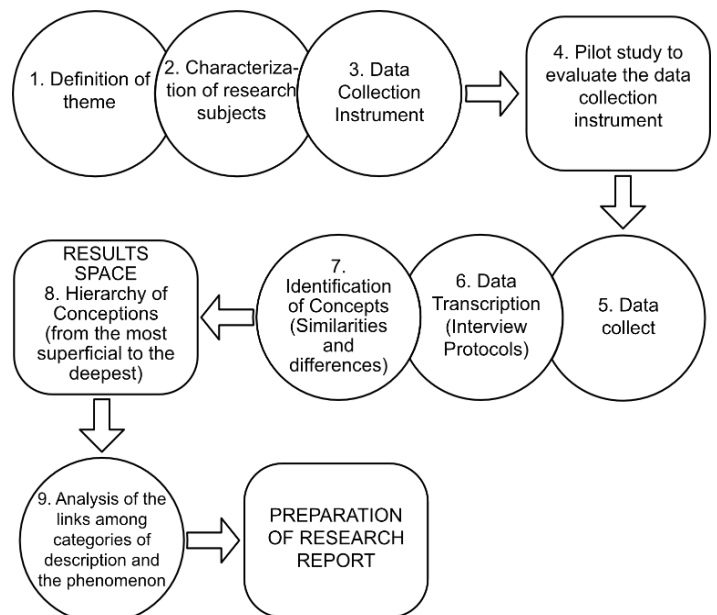 1. Definition of
theme
2. Characteriza-
tion of research
subjects
3. Data
Collection
Instrument
4. Pilot study to
evaluate the data
collection
instrument
5. Data
collect
6. Data
Transcription
(Interview
Protocols)
7.
Identification
of Concepts
(Similarities
and
differences)
RESULTS
SPACE
8. Hierarchy of
Conceptions
(from the most
superficial to the
deepest)
9. Analysis of the
links among
categories of
description and
the phenomenon
PREPARATION
OF RESEARCH
REPORT